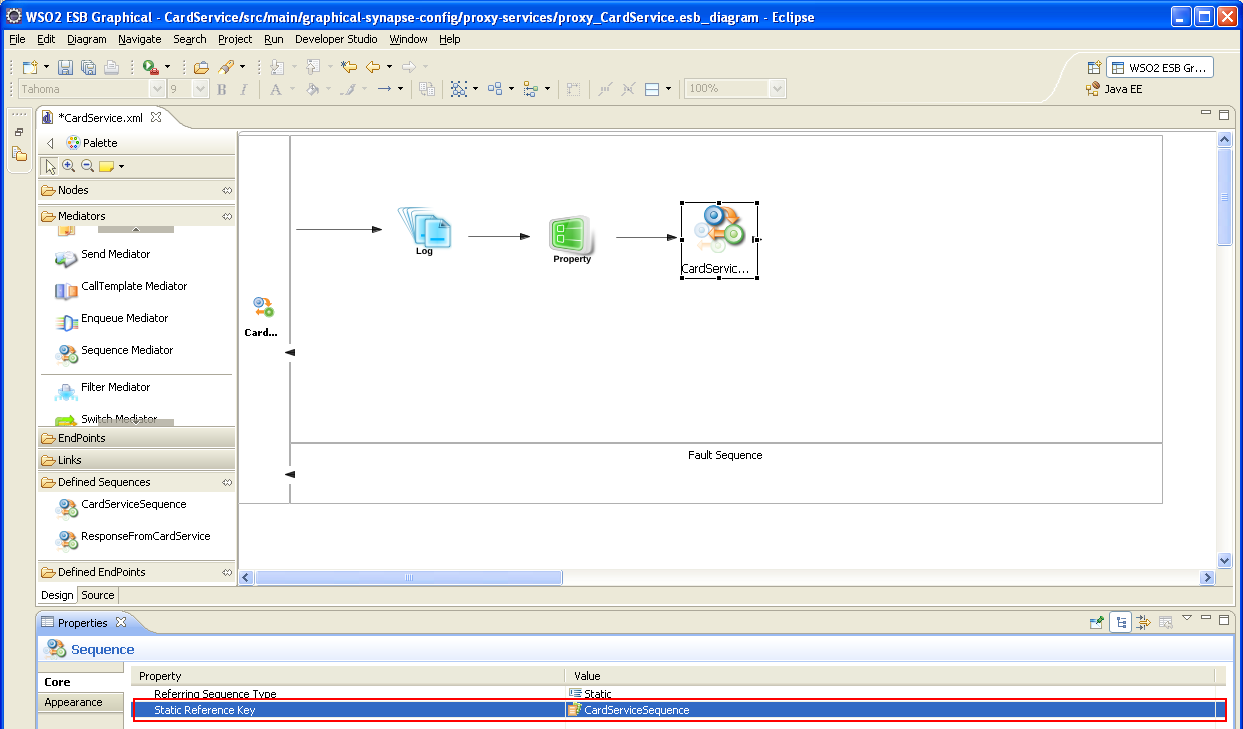 WSO2 ESB Graphical - CardService/src/main/graphical-synapse-config/proxy-services/proxy_CardService.esb_diagram - Eclipse
File Edit Diagram Navigate Search Project Run Developer Studio Window Help
WSO2 ESB Gr...
Tahoma 9 B I A 100%
Java EE
*CardService.xml
Palette
Nodes
Mediators
Send Mediator
CallTemplate Mediator
Enqueue Mediator
Sequence Mediator
Filter Mediator
Switch Mediator
EndPoints
Links
Defined Sequences
CardServiceSequence
ResponseFromCardService
Defined EndPoints
Log
Property
CardServic...
Card...
Fault Sequence
Design Source
Properties
Sequence
Core
Appearance
Property Value
Referring Sequence Type Static
Static Reference Key CardServiceSequence